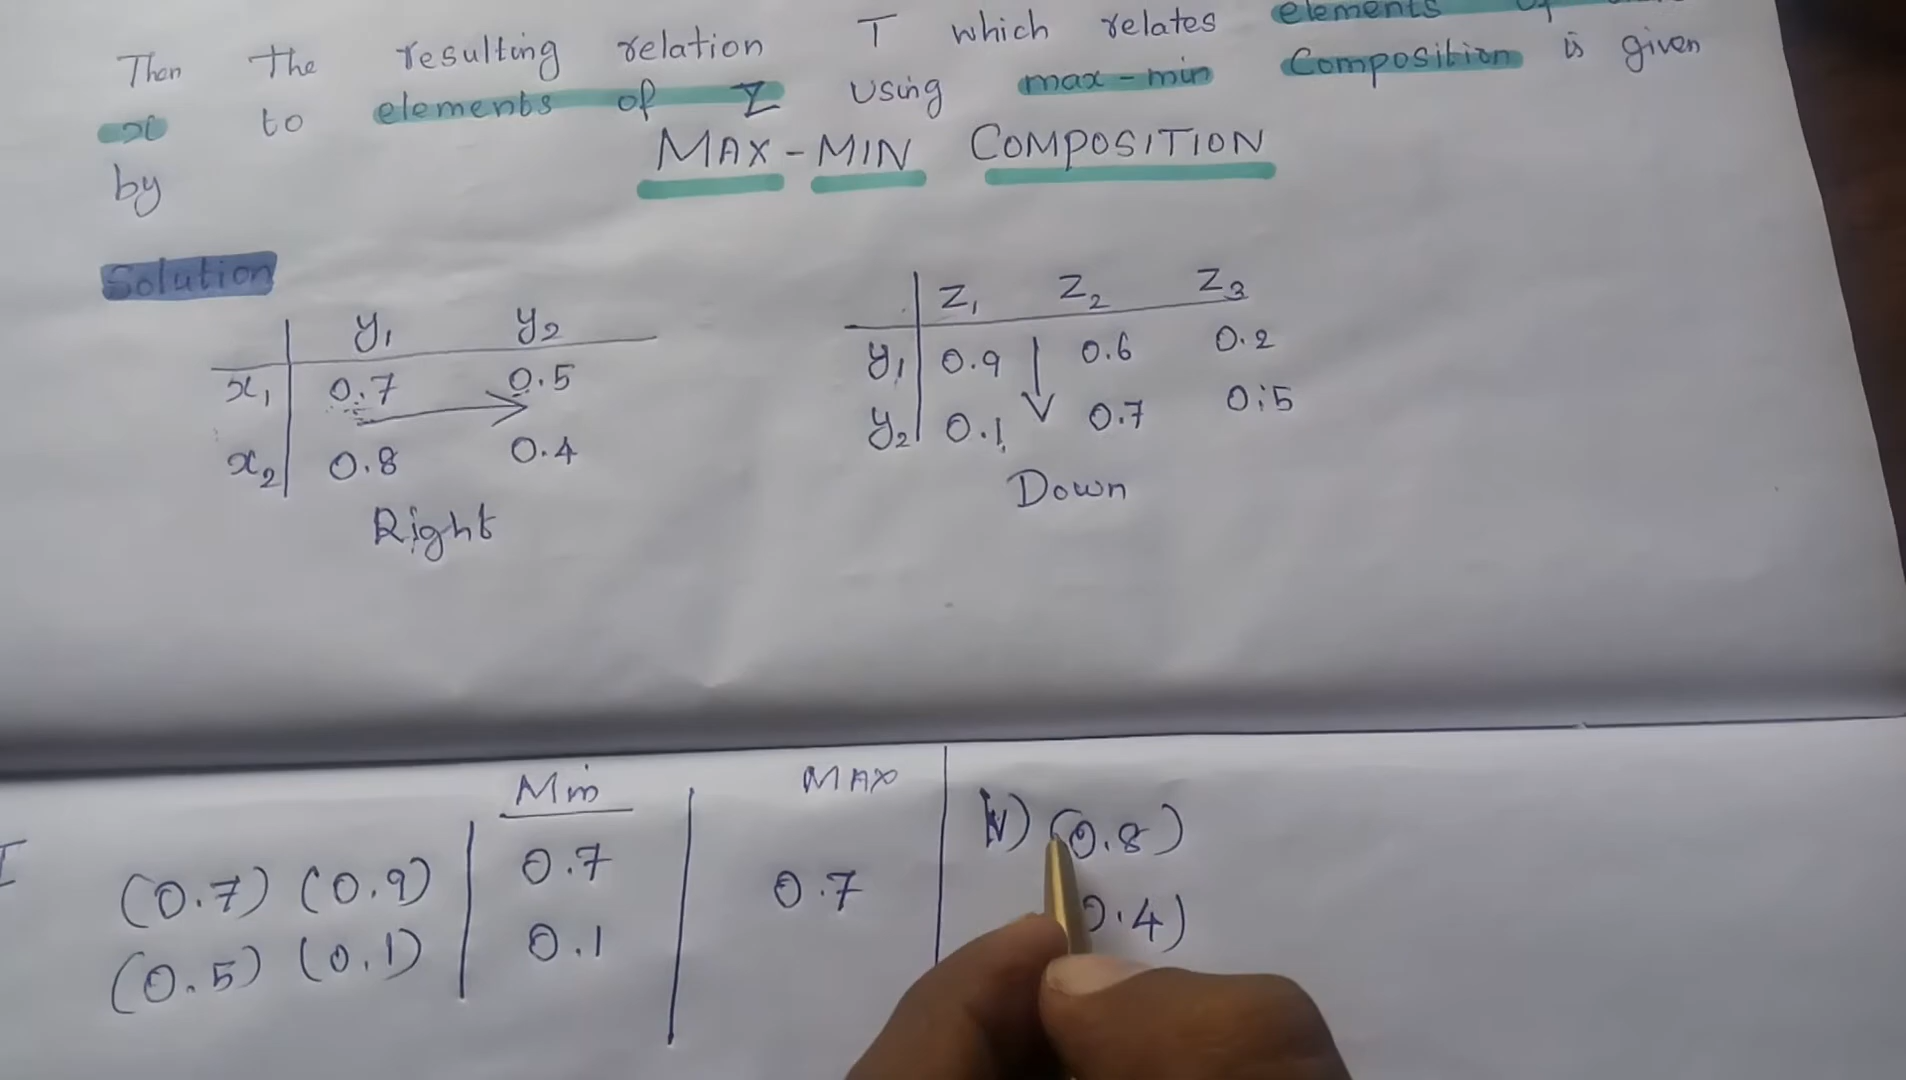 elements
Then the resulting relation T which relates
x to elements of Z using max-min Composition is given
by
MAX-MIN COMPOSITION
Solution
y1 y2
x1 0.7 0.5
x2 0.8 0.4
Right
Z1 Z2 Z3
y1 0.9 0.6 0.2
y2 0.1 0.7 0.5
Down
Min MAX
I (0.7) (0.9) 0.7 0.7
(0.5) (0.1) 0.1
IV) (0.8)
0.4)